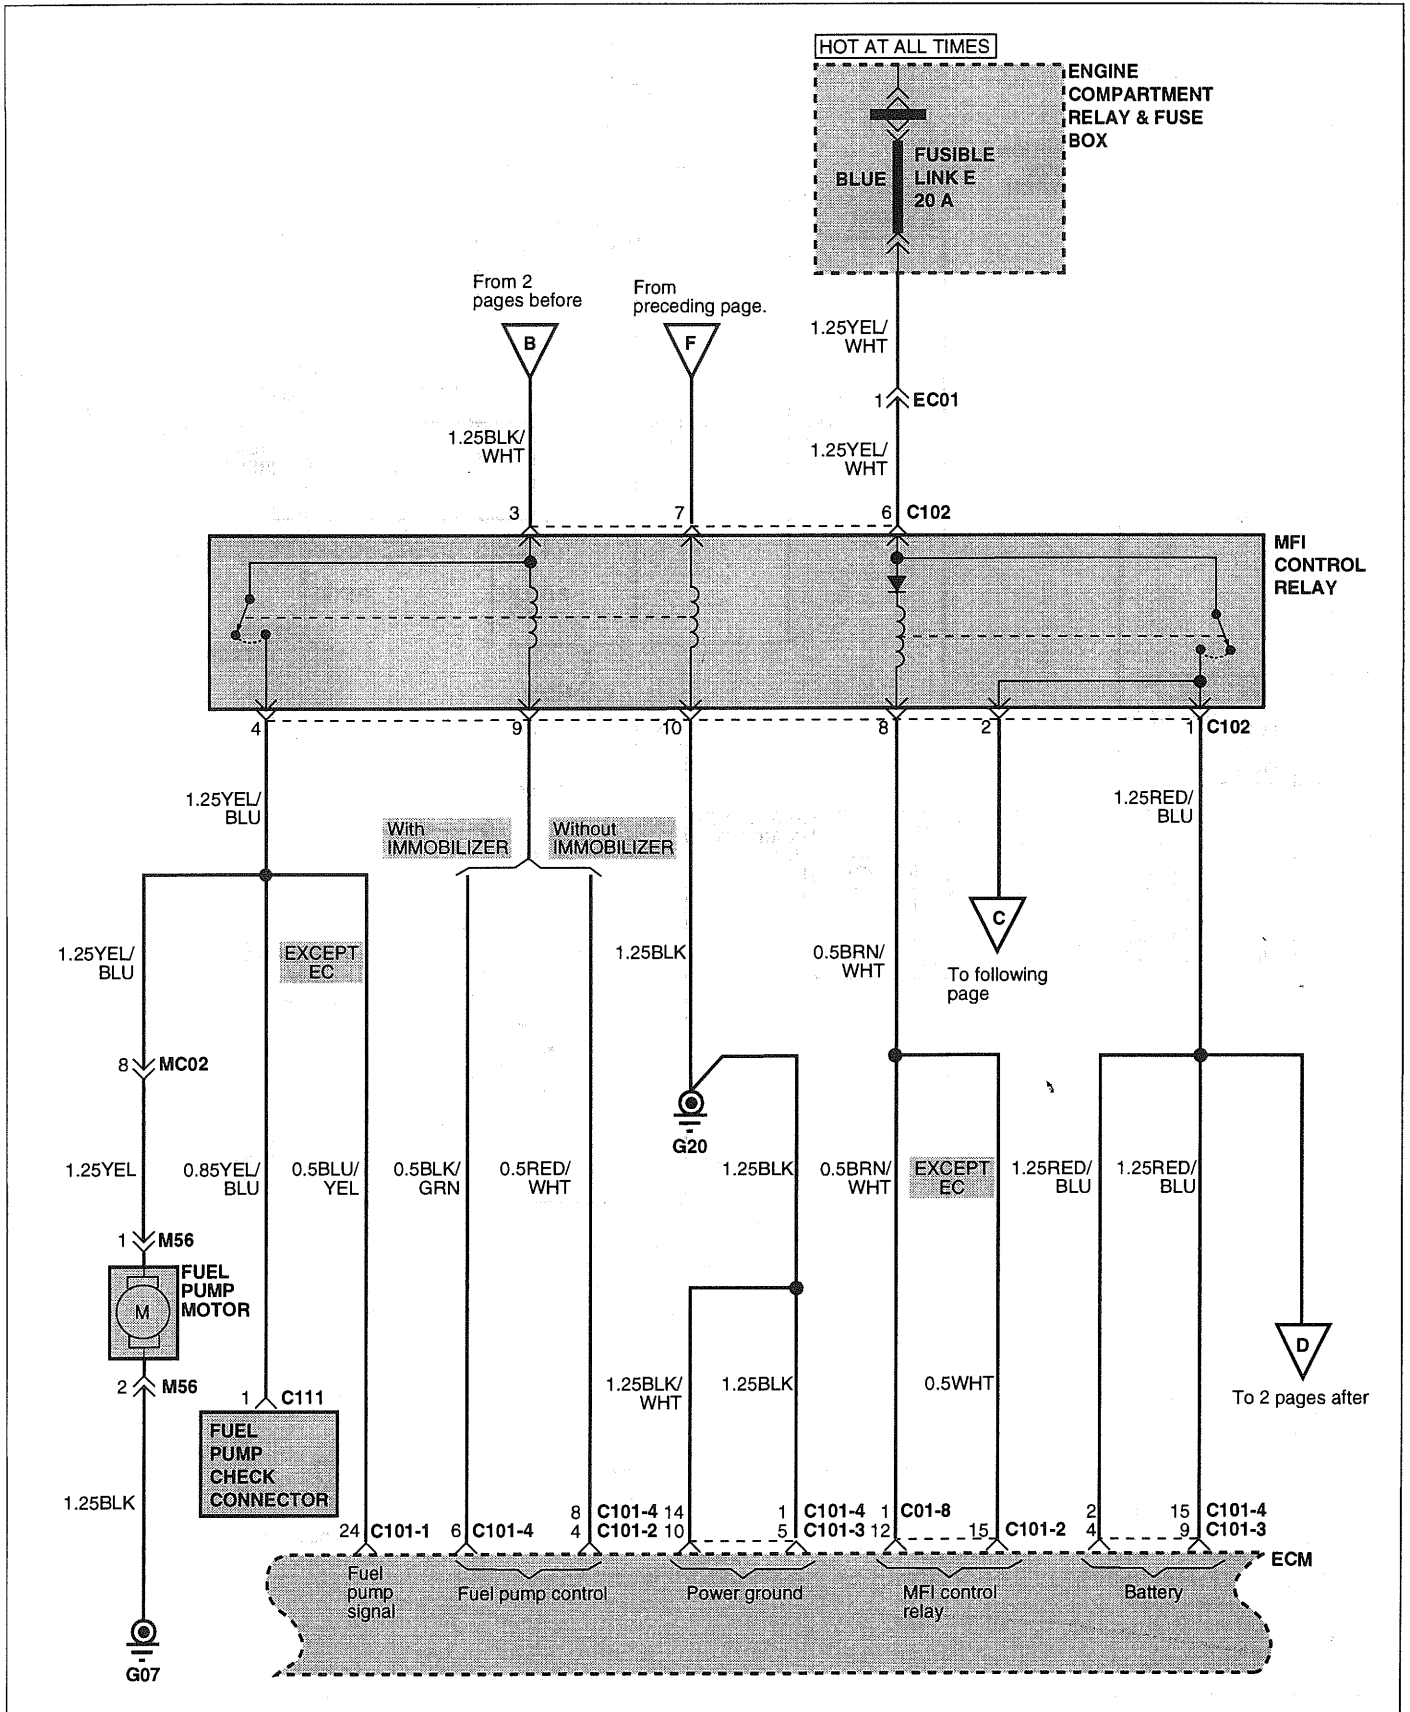 HOT AT ALL TIMES
ENGINE
COMPARTMENT
RELAY & FUSE
BOX
FUSIBLE
LINK E
20 A
BLUE
From 2
pages before
B
From
preceding page.
F
1.25YEL/
WHT
1 EC01
1.25BLK/
WHT
1.25YEL/
WHT
3
7
6 C102
MFI
CONTROL
RELAY
4
9
10
8
2
1 C102
1.25YEL/
BLU
With
IMMOBILIZER
Without
IMMOBILIZER
1.25RED/
BLU
C
To following
page
1.25YEL/
BLU
EXCEPT
EC
1.25BLK
0.5BRN/
WHT
8 MC02
G20
1.25YEL
0.85YEL/
BLU
0.5BLU/
YEL
0.5BLK/
GRN
0.5RED/
WHT
1.25BLK
0.5BRN/
WHT
EXCEPT
EC
1.25RED/
BLU
1.25RED/
BLU
1 M56
FUEL
PUMP
MOTOR
M
2 M56
1 C111
FUEL
PUMP
CHECK
CONNECTOR
1.25BLK/
WHT
1.25BLK
0.5WHT
D
To 2 pages after
1.25BLK
8 C101-4 14 1 C101-4 1 C01-8 2 15 C101-4
24 C101-1 6 C101-4 4 C101-2 10 5 C101-3 12 15 C101-2 4 9 C101-3
ECM
Fuel
pump
signal
Fuel pump control
Power ground
MFI control
relay
Battery
G07